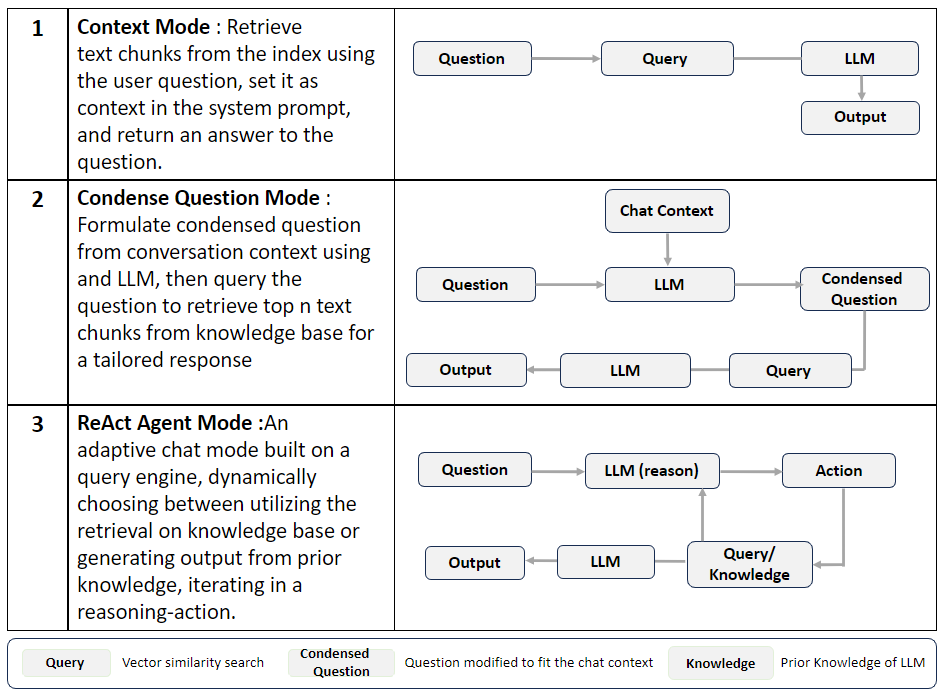 1
Context Mode : Retrieve
text chunks from the index using
the user question, set it as
context in the system prompt,
and return an answer to the
question.
Question
Query
LLM
Output
2
Condense Question Mode :
Formulate condensed question
from conversation context using
and LLM, then query the
question to retrieve top n text
chunks from knowledge base for
a tailored response
Chat Context
Question
LLM
Condensed
Question
Output
LLM
Query
3
ReAct Agent Mode :An
adaptive chat mode built on a
query engine, dynamically
choosing between utilizing the
retrieval on knowledge base or
generating output from prior
knowledge, iterating in a
reasoning-action.
Question
LLM (reason)
Action
Output
LLM
Query/
Knowledge
Query
Vector similarity search
Condensed
Question
Question modified to fit the chat context
Knowledge
Prior Knowledge of LLM